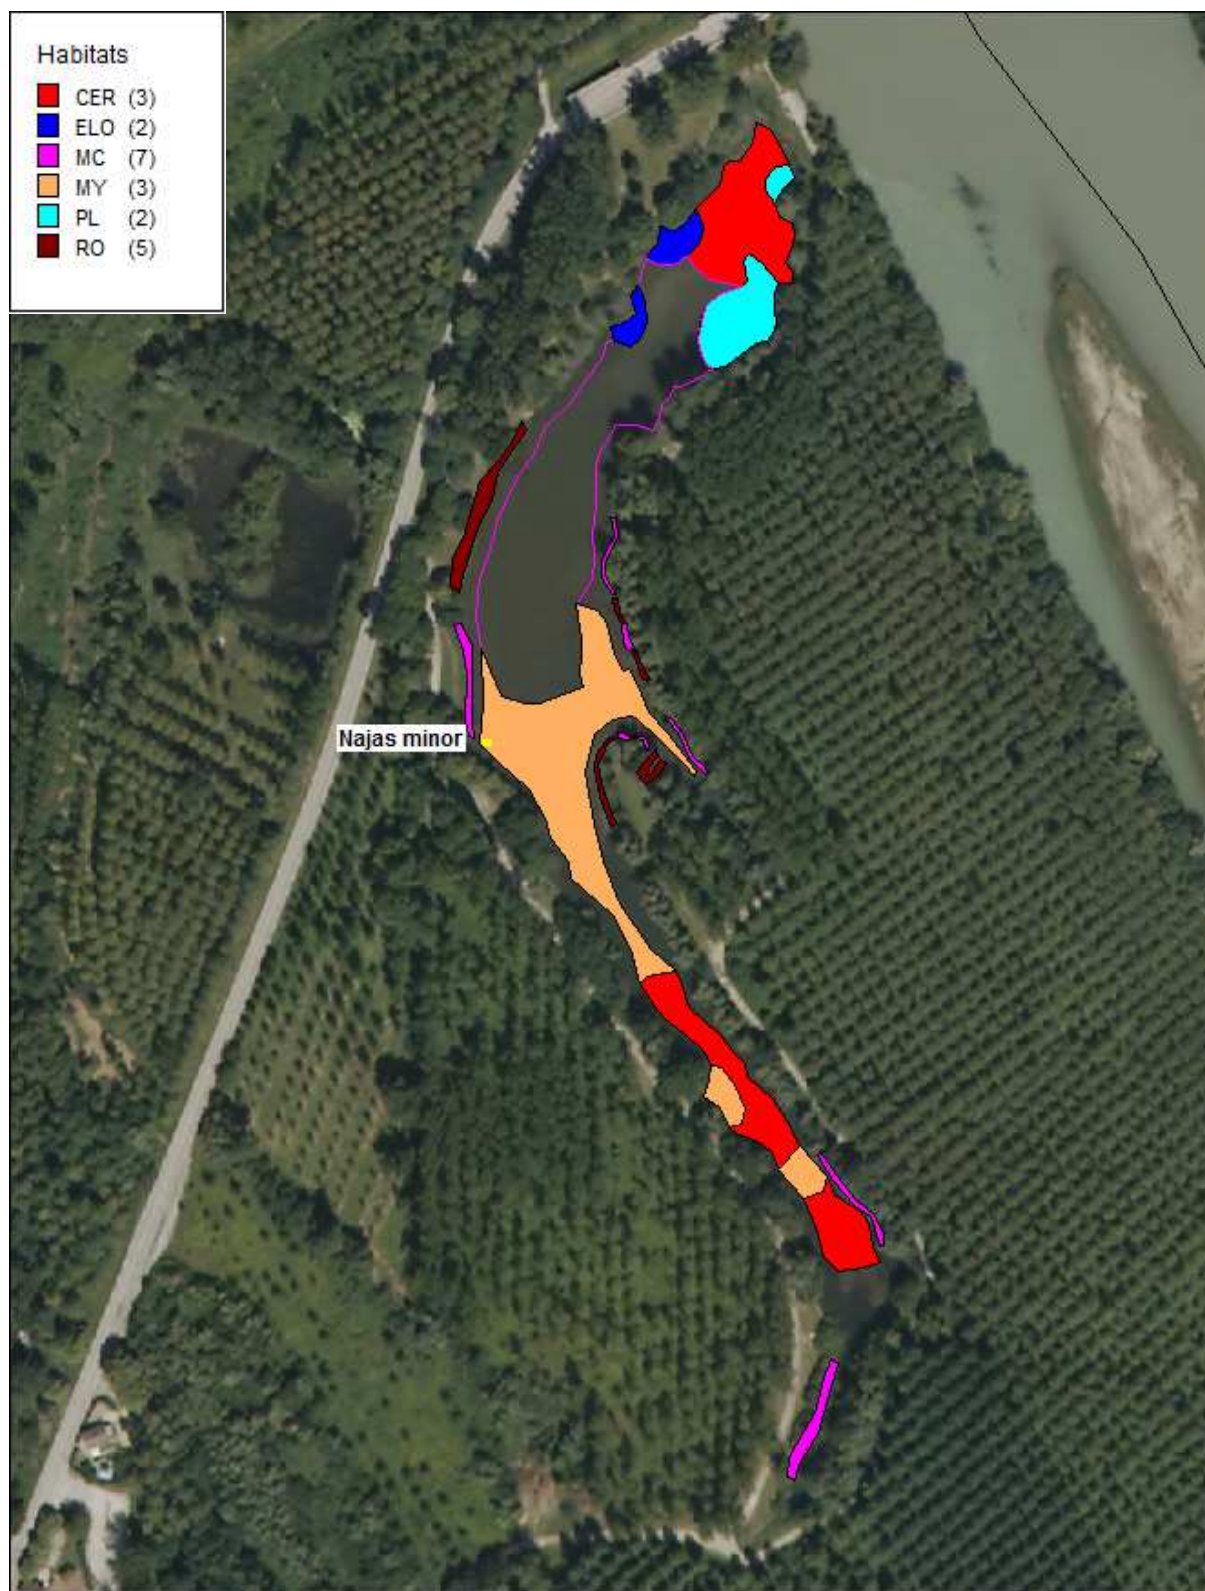 Habitats
CER (3)
ELO (2)
MC (7)
MY (3)
PL (2)
RO (5)
Najas minor